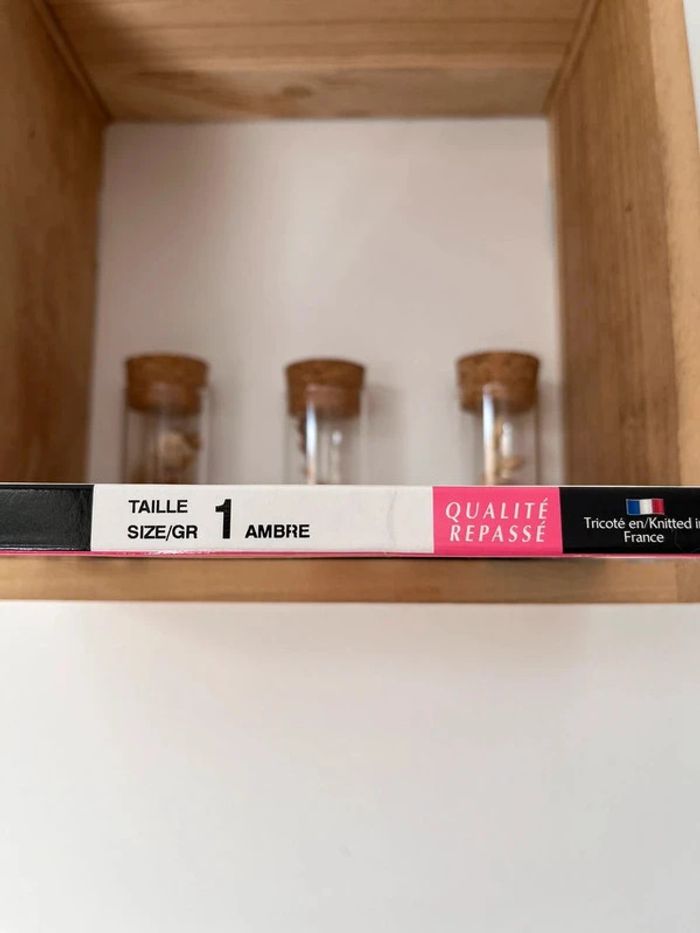 TAILLE
SIZE/GR 1 AMBRE
QUALITÉ
REPASSÉ
Tricoté en/Knitted i
France